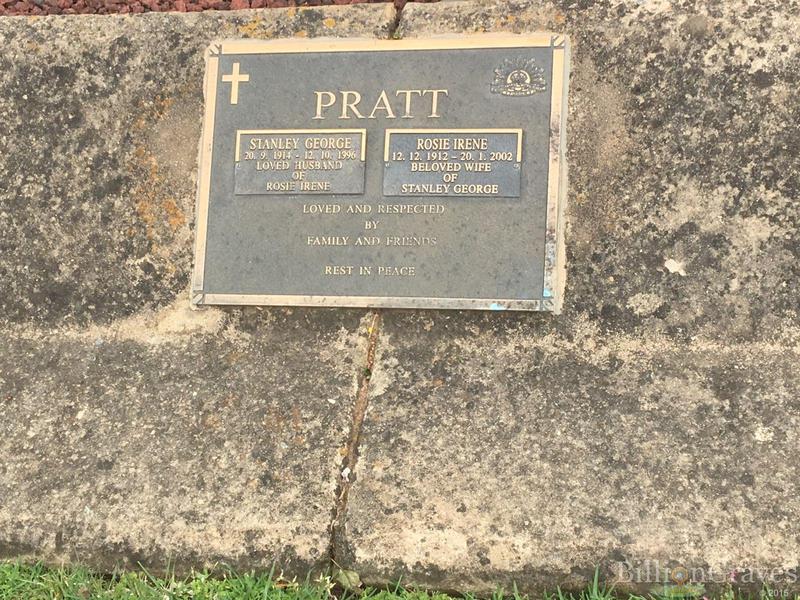 PRATT
STANLEY GEORGE
20. 9. 1914 - 12. 10. 1996
LOVED HUSBAND
OF
ROSIE IRENE
ROSIE IRENE
12. 12. 1912 - 20. 1. 2002
BELOVED WIFE
OF
STANLEY GEORGE
LOVED AND RESPECTED
BY
FAMILY AND FRIENDS
REST IN PEACE
BillionGraves
© 2015